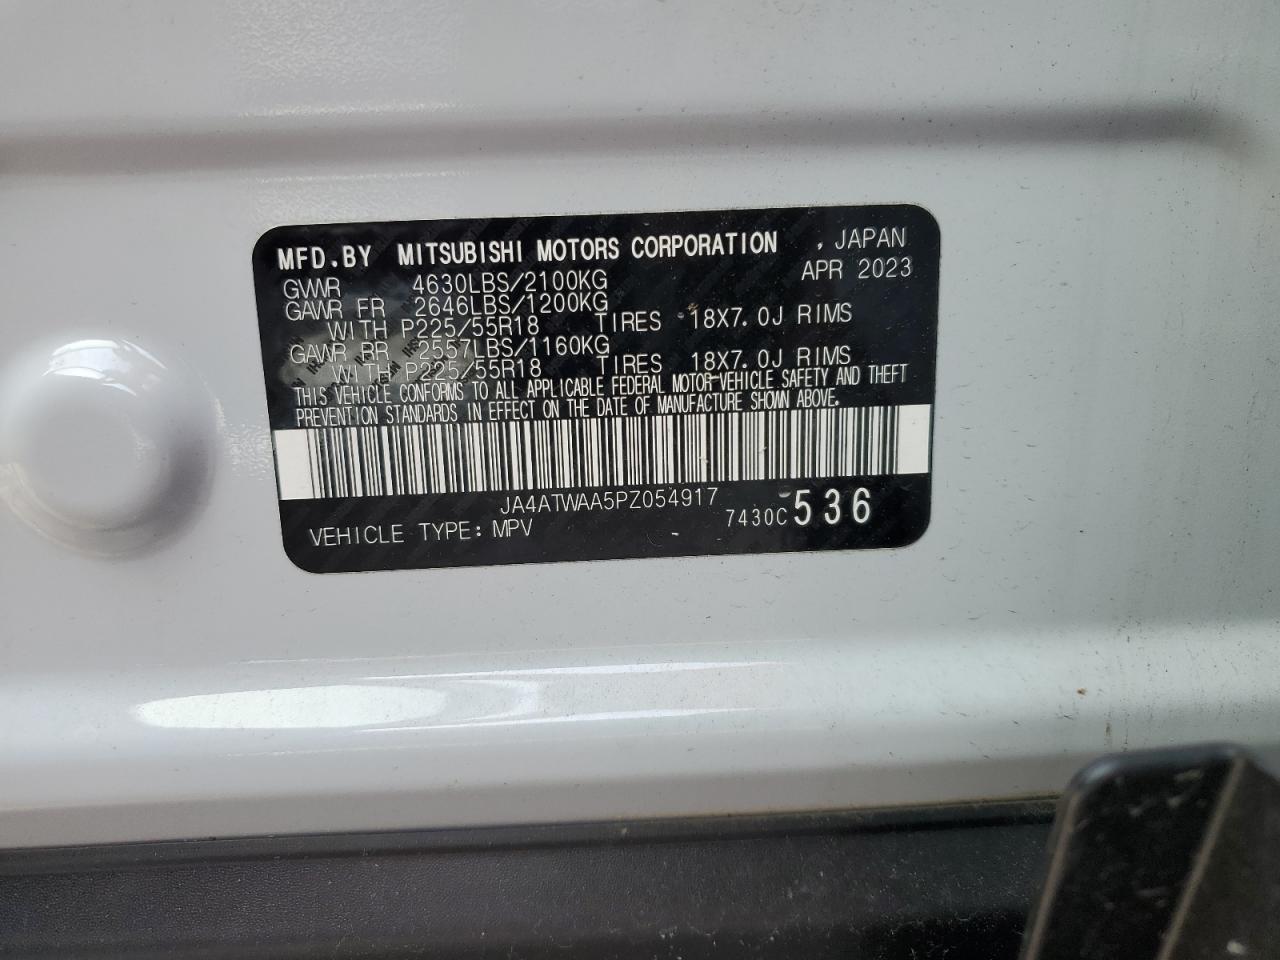 MFD.BY MITSUBISHI MOTORS CORPORATION , JAPAN
APR 2023
GVWR 4630LBS/2100KG
GAWR FR 2646LBS/1200KG
WITH P225/55R18 TIRES 18X7.0J RIMS
GAWR RR 2557LBS/1160KG
WITH P225/55R18 TIRES 18X7.0J RIMS
THIS VEHICLE CONFORMS TO ALL APPLICABLE FEDERAL MOTOR-VEHICLE SAFETY AND THEFT
PREVENTION STANDARDS IN EFFECT ON THE DATE OF MANUFACTURE SHOWN ABOVE.
JA4ATWAA5PZ054917
7430C 536
VEHICLE TYPE: MPV